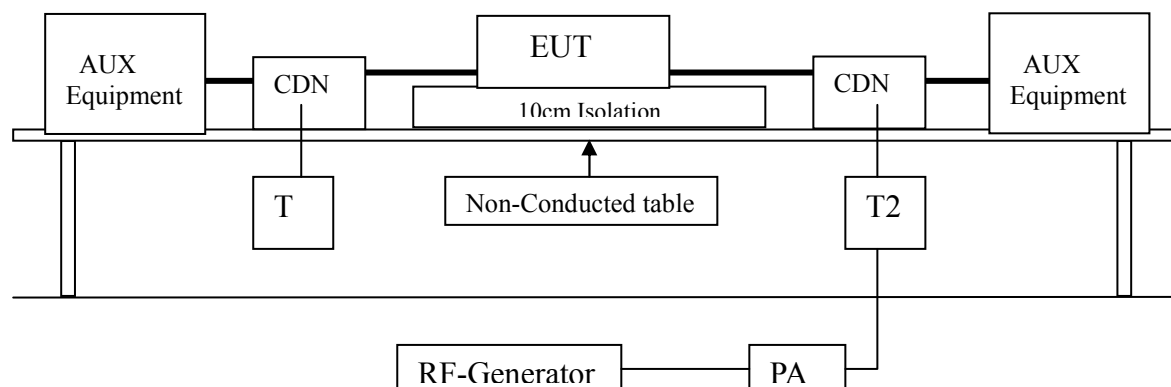 EUT
AUX
Equipment
CDN
CDN
AUX
Equipment
10cm Isolation
T
Non-Conducted table
T2
RF-Generator
PA